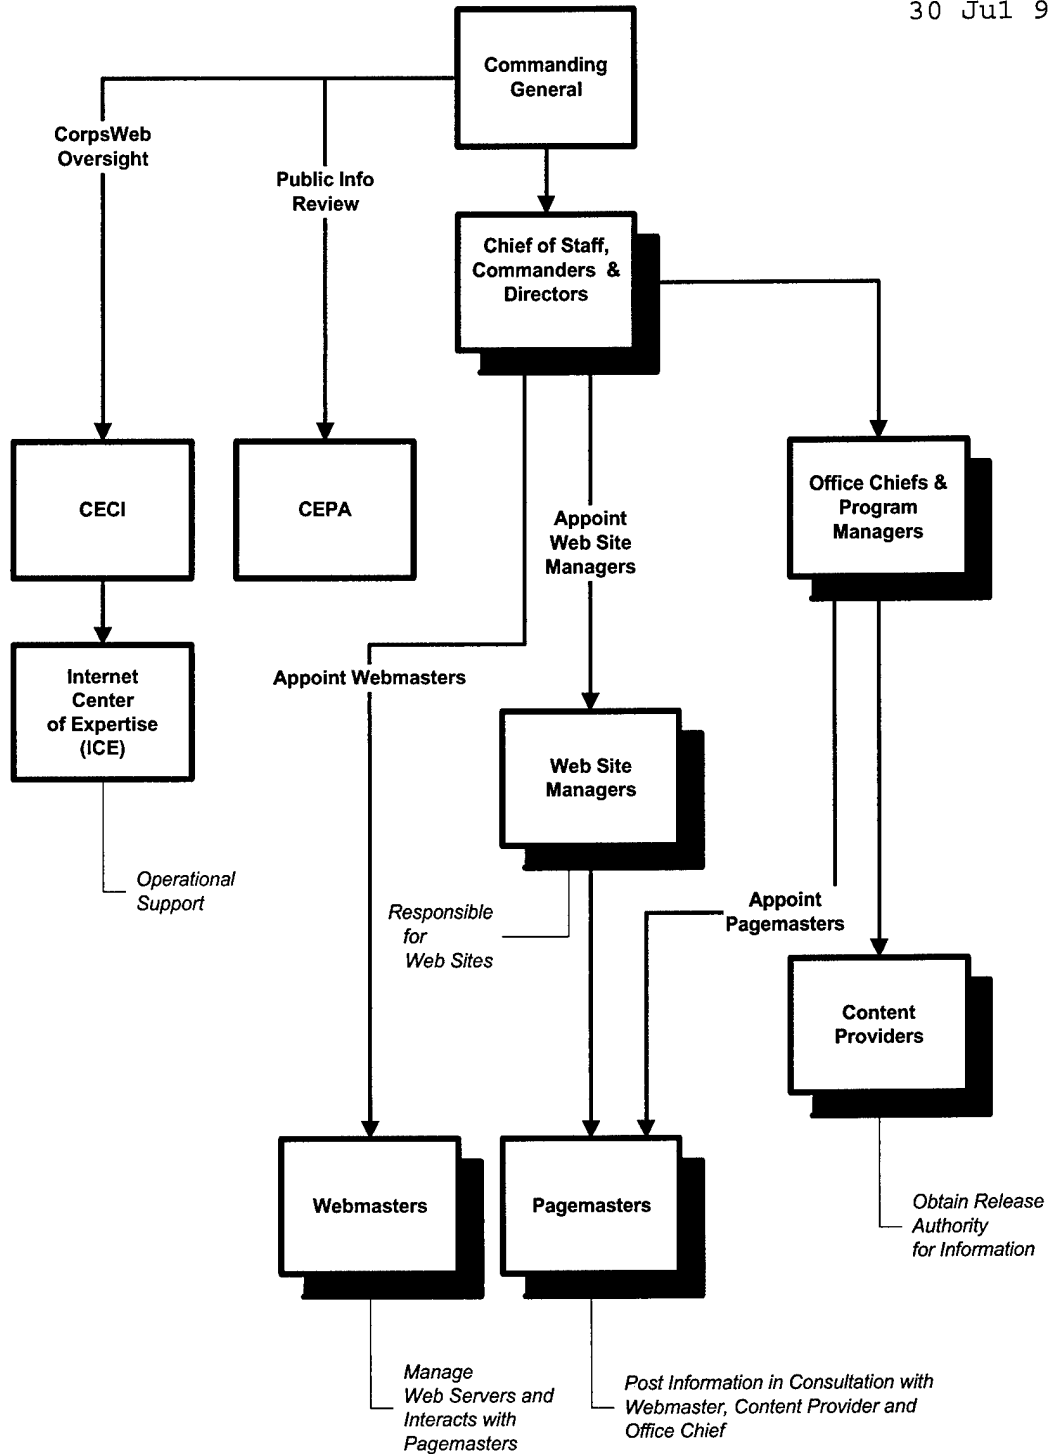 30 Jul 9
Commanding
General
CorpsWeb
Oversight
Public Info
Review
Chief of Staff,
Commanders &
Directors
CECI
CEPA
Office Chiefs &
Program
Managers
Appoint
Web Site
Managers
Internet
Center
of Expertise
(ICE)
Appoint Webmasters
Web Site
Managers
Operational
Support
Responsible
for
Web Sites
Appoint
Pagemasters
Content
Providers
Webmasters
Pagemasters
Obtain Release
Authority
for Information
Manage
Web Servers and
Interacts with
Pagemasters
Post Information in Consultation with
Webmaster, Content Provider and
Office Chief